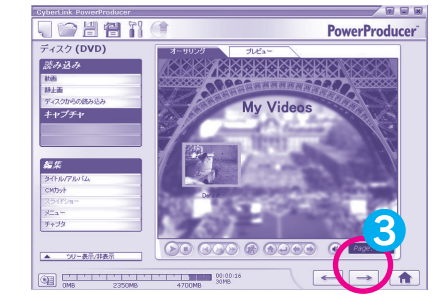 CyberLink PowerProducer
PowerProducer
ディスク (DVD)
オーサリング
プレビュー
読み込み
動画
静止画
ディスクからの読み込み
キャプチャ
My Videos
編集
タイトル/アルバム
CMカット
スライドショー
メニュー
チャプタ
ツリー表示/非表示
Page
3
0MB 2350MB 4700MB
00:00:16
30MB